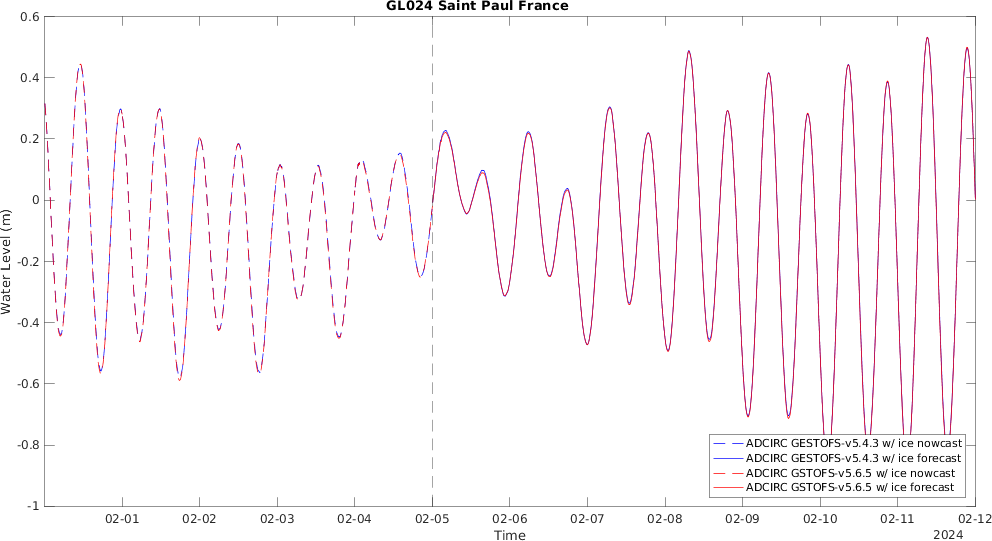 GL024 Saint Paul France
0.6
0.4
0.2
0
-0.2
-0.4
-0.6
-0.8
-1
Water Level (m)
ADCIRC GESTOFS-v5.4.3 w/ ice nowcast
ADCIRC GESTOFS-v5.4.3 w/ ice forecast
ADCIRC GSTOFS-v5.6.5 w/ ice nowcast
ADCIRC GSTOFS-v5.6.5 w/ ice forecast
02-01 02-02 02-03 02-04 02-05 02-06 02-07 02-08 02-09 02-10 02-11 02-12
Time
2024